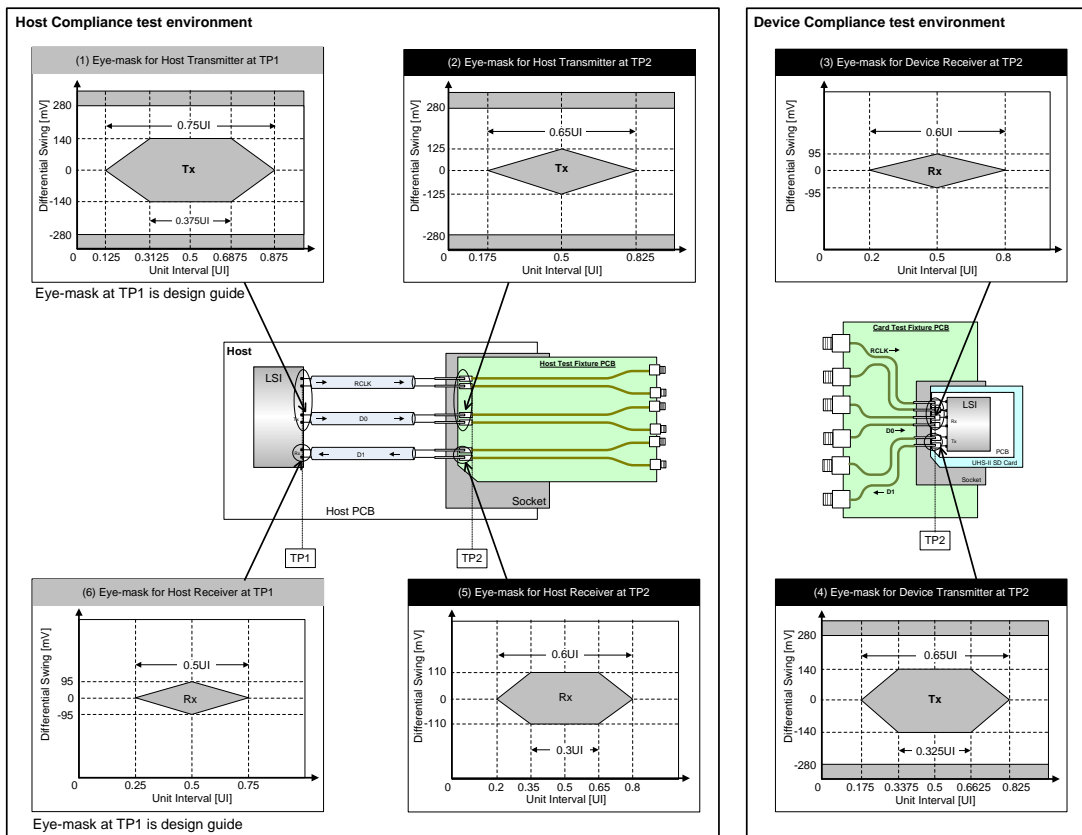 Host Compliance test environment
(1) Eye-mask for Host Transmitter at TP1
Differential Swing [mV]
280
140
0
-140
-280
0.75UI
Tx
0.375UI
0 0.125 0.3125 0.5 0.6875 0.875
Unit Interval [UI]
Eye-mask at TP1 is design guide
(2) Eye-mask for Host Transmitter at TP2
Differential Swing [mV]
280
125
0
-125
-280
0.65UI
Tx
0 0.175 0.5 0.825
Unit Interval [UI]
Host
LSI
Tx
Rx
RCLK
D0
D1
Host Test Fixture PCB
Socket
Host PCB
TP1
TP2
(6) Eye-mask for Host Receiver at TP1
Differential Swing [mV]
95
0
-95
0.5UI
Rx
0 0.25 0.5 0.75
Unit Interval [UI]
Eye-mask at TP1 is design guide
(5) Eye-mask for Host Receiver at TP2
Differential Swing [mV]
110
0
-110
0.6UI
Rx
0.3UI
0 0.2 0.35 0.5 0.65 0.8
Unit Interval [UI]
Device Compliance test environment
(3) Eye-mask for Device Receiver at TP2
Differential Swing [mV]
95
0
-95
0.6UI
Rx
0 0.2 0.5 0.8
Unit Interval [UI]
Card Test Fixture PCB
RCLK
D0
D1
LSI
Rx
Tx
PCB
UHS-II SD Card
Socket
TP2
(4) Eye-mask for Device Transmitter at TP2
Differential Swing [mV]
280
140
0
-140
-280
0.65UI
Tx
0.325UI
0 0.175 0.3375 0.5 0.6625 0.825
Unit Interval [UI]